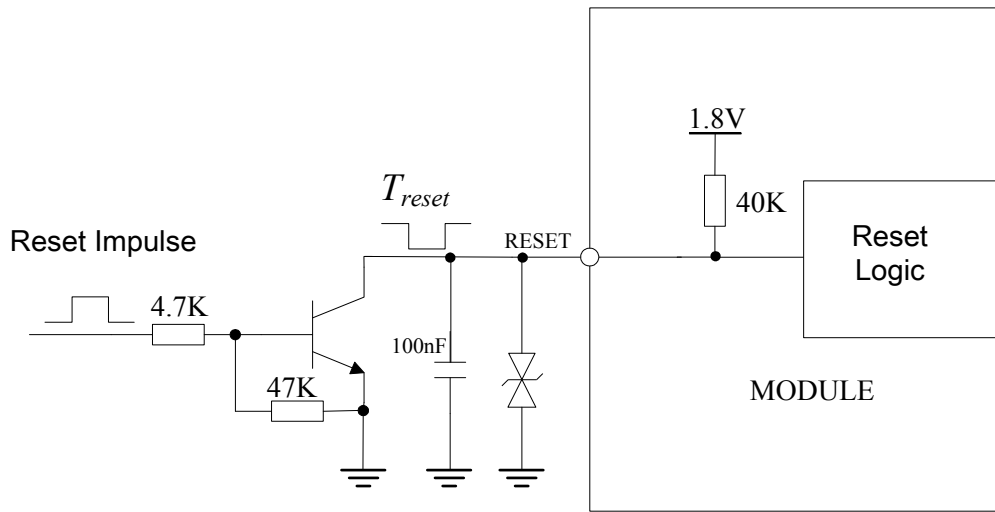 1.8V
T_reset
40K
Reset Impulse
RESET
Reset
Logic
4.7K
100nF
47K
MODULE